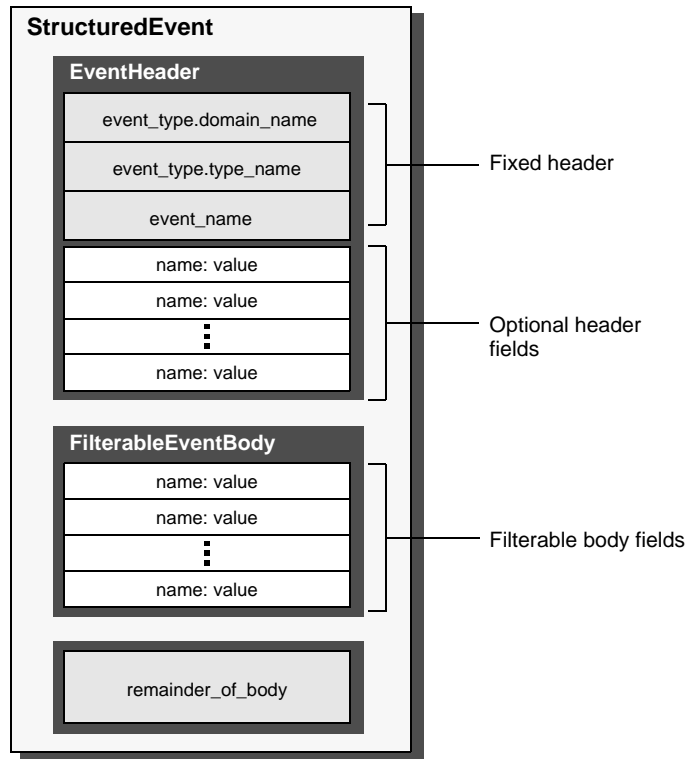 StructuredEvent
EventHeader
event_type.domain_name
event_type.type_name
event_name
Fixed header
name: value
name: value
name: value
Optional header
fields
FilterableEventBody
name: value
name: value
name: value
Filterable body fields
remainder_of_body